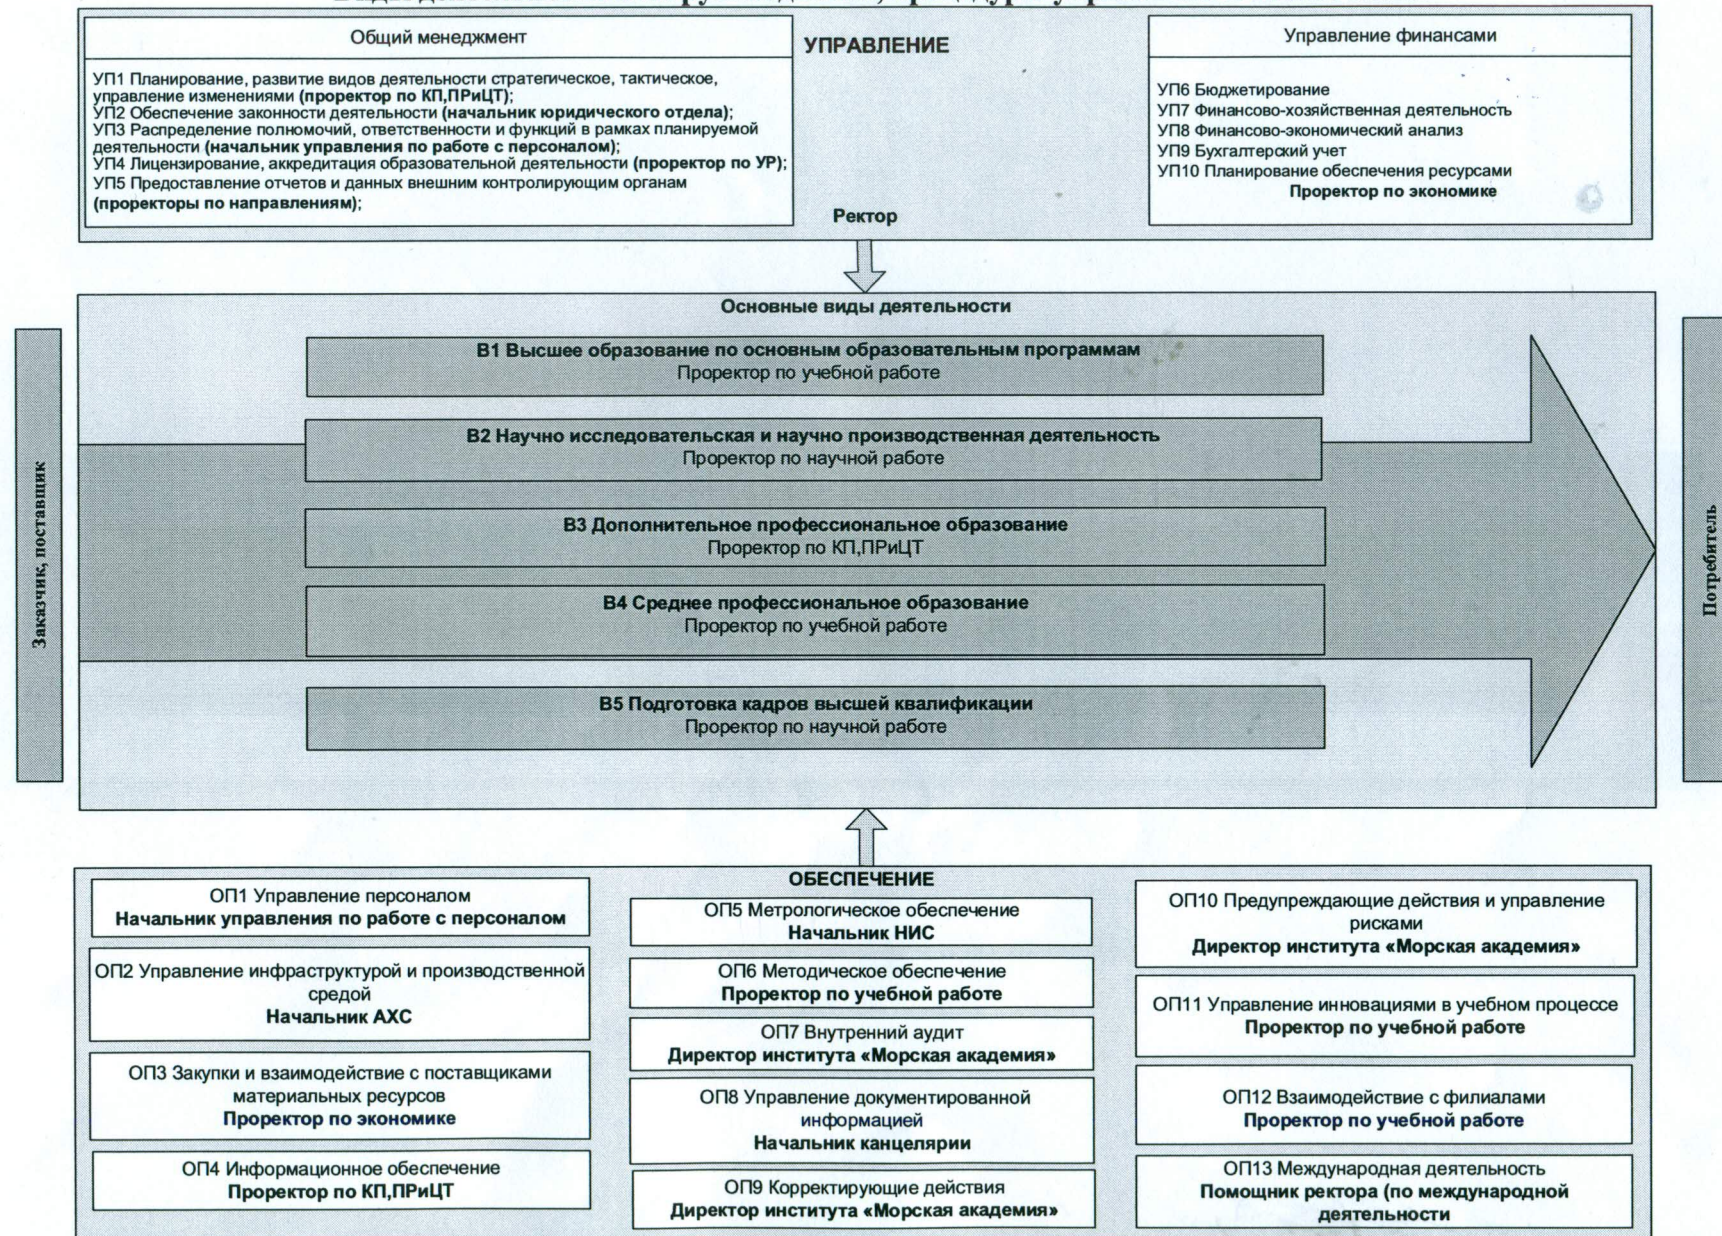 Общий менеджмент
УП1 Планирование, развитие видов деятельности стратегическое, тактическое,
управление изменениями (проректор по КП,ПРиЦТ);
УП2 Обеспечение законности деятельности (начальник юридического отдела);
УП3 Распределение полномочий, ответственности и функций в рамках планируемой
деятельности (начальник управления по работе с персоналом);
УП4 Лицензирование, аккредитация образовательной деятельности (проректор по УР);
УП5 Предоставление отчетов и данных внешним контролирующим органам
(проректоры по направлениям);
УПРАВЛЕНИЕ
Ректор
Управление финансами
УП6 Бюджетирование
УП7 Финансово-хозяйственная деятельность
УП8 Финансово-экономический анализ
УП9 Бухгалтерский учет
УП10 Планирование обеспечения ресурсами
Проректор по экономике
Заказчик, поставщик
Основные виды деятельности
В1 Высшее образование по основным образовательным программам
Проректор по учебной работе
В2 Научно исследовательская и научно производственная деятельность
Проректор по научной работе
В3 Дополнительное профессиональное образование
Проректор по КП,ПРиЦТ
В4 Среднее профессиональное образование
Проректор по учебной работе
В5 Подготовка кадров высшей квалификации
Проректор по научной работе
Потребитель
ОБЕСПЕЧЕНИЕ
ОП1 Управление персоналом
Начальник управления по работе с персоналом
ОП2 Управление инфраструктурой и производственной
средой
Начальник АХС
ОП3 Закупки и взаимодействие с поставщиками
материальных ресурсов
Проректор по экономике
ОП4 Информационное обеспечение
Проректор по КП,ПРиЦТ
ОП5 Метрологическое обеспечение
Начальник НИС
ОП6 Методическое обеспечение
Проректор по учебной работе
ОП7 Внутренний аудит
Директор института «Морская академия»
ОП8 Управление документированной
информацией
Начальник канцелярии
ОП9 Корректирующие действия
Директор института «Морская академия»
ОП10 Предупреждающие действия и управление
рисками
Директор института «Морская академия»
ОП11 Управление инновациями в учебном процессе
Проректор по учебной работе
ОП12 Взаимодействие с филиалами
Проректор по учебной работе
ОП13 Международная деятельность
Помощник ректора (по международной
деятельности